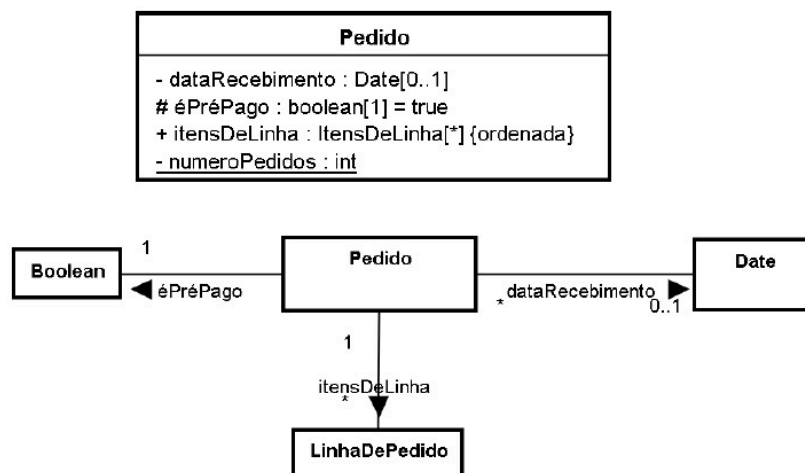 Pedido
- dataRecebimento : Date[0..1]
# éPréPago : boolean[1] = true
+ itensDeLinha : ItensDeLinha[*] {ordenada}
- numeroPedidos : int
1
Boolean
Pedido
Date
éPréPago
* dataRecebimento
0..1
1
itensDeLinha
*
LinhaDePedido